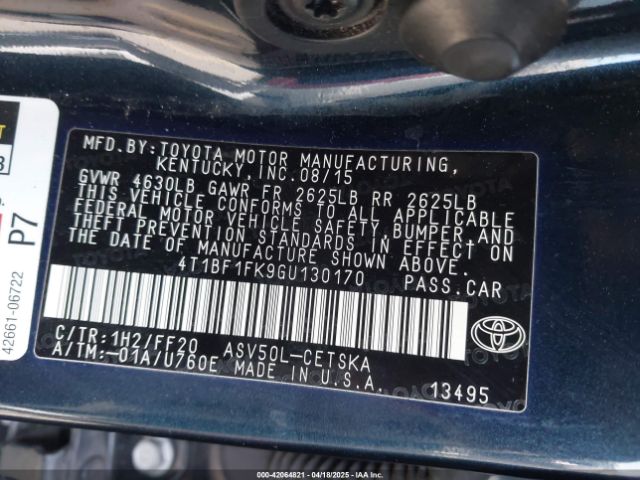 MFD.BY:TOYOTA MOTOR MANUFACTURING,
KENTUCKY,INC.08/15
GVWR 4630LB GAWR FR 2625LB RR 2625LB
THIS VEHICLE CONFORMS TO ALL APPLICABLE
FEDERAL MOTOR VEHICLE SAFETY,BUMPER,AND
THEFT PREVENTION STANDARDS IN EFFECT ON
THE DATE OF MANUFACTURE SHOWN ABOVE.
4T1BF1FK9GU130170 PASS.CAR
C/TR:1H2/FF20 ASV50L-CETSKA
A/TM:-01A/U760E MADE IN U.S.A.
13495
TOYOTA
P7
42661-06722
000-42064821 | 04/18/2025 | IAAI.COM